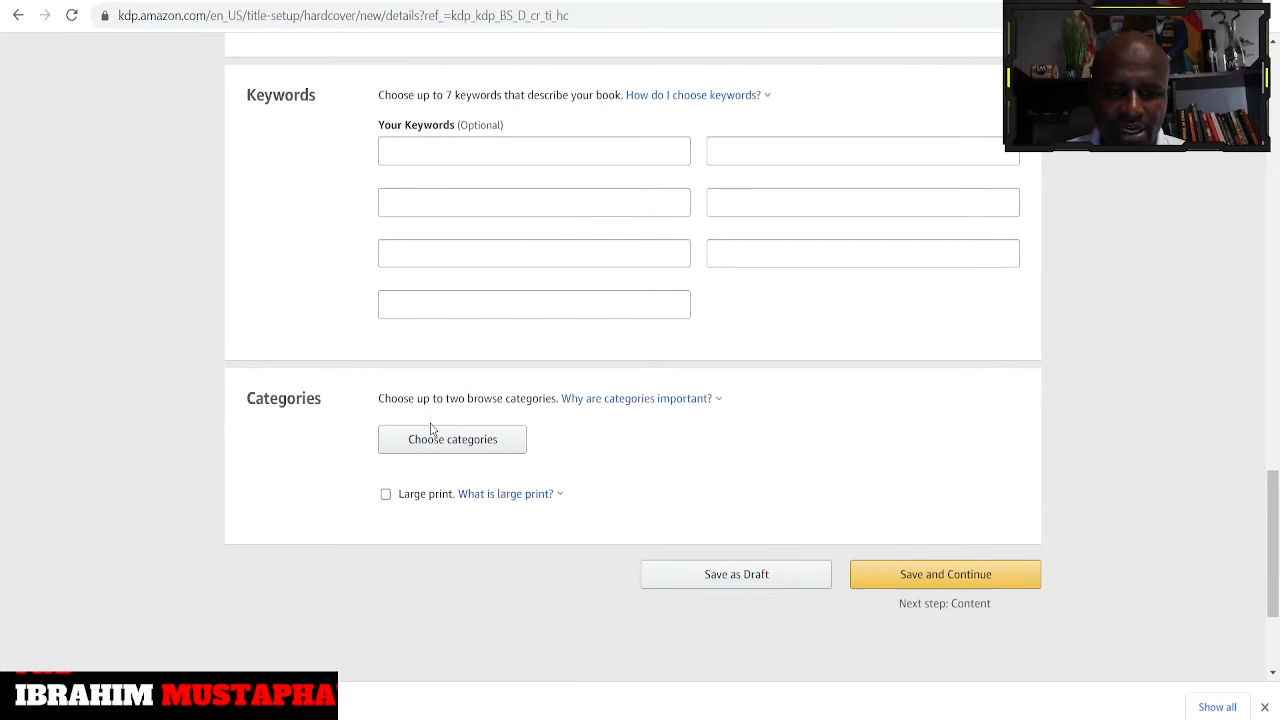 kdp.amazon.com/en_US/title-setup/hardcover/new/details?ref_=kdp_kdp_BS_D_cr_ti_hc
Keywords
Choose up to 7 keywords that describe your book. How do I choose keywords?
Your Keywords (Optional)
Categories
Choose up to two browse categories. Why are categories important?
Choose categories
Large print. What is large print?
Save as Draft
Save and Continue
Next step: Content
IBRAHIM MUSTAPHA
Show all